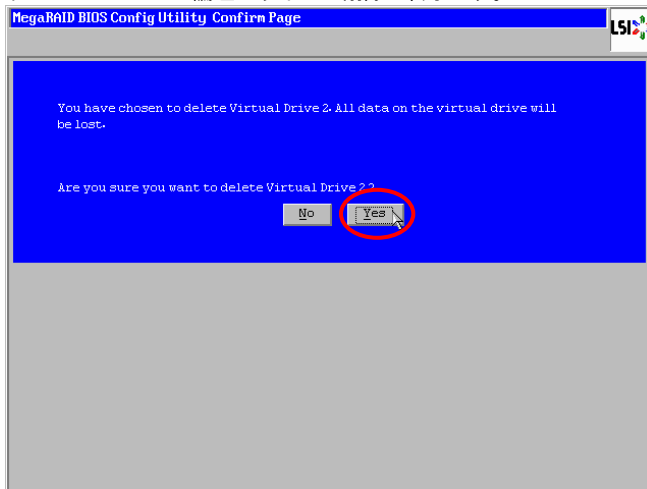 MegaRAID BIOS Config Utility Confirm Page
LSI
You have chosen to delete Virtual Drive 2. All data on the virtual drive will
be lost.
Are you sure you want to delete Virtual Drive 2?
No
Yes